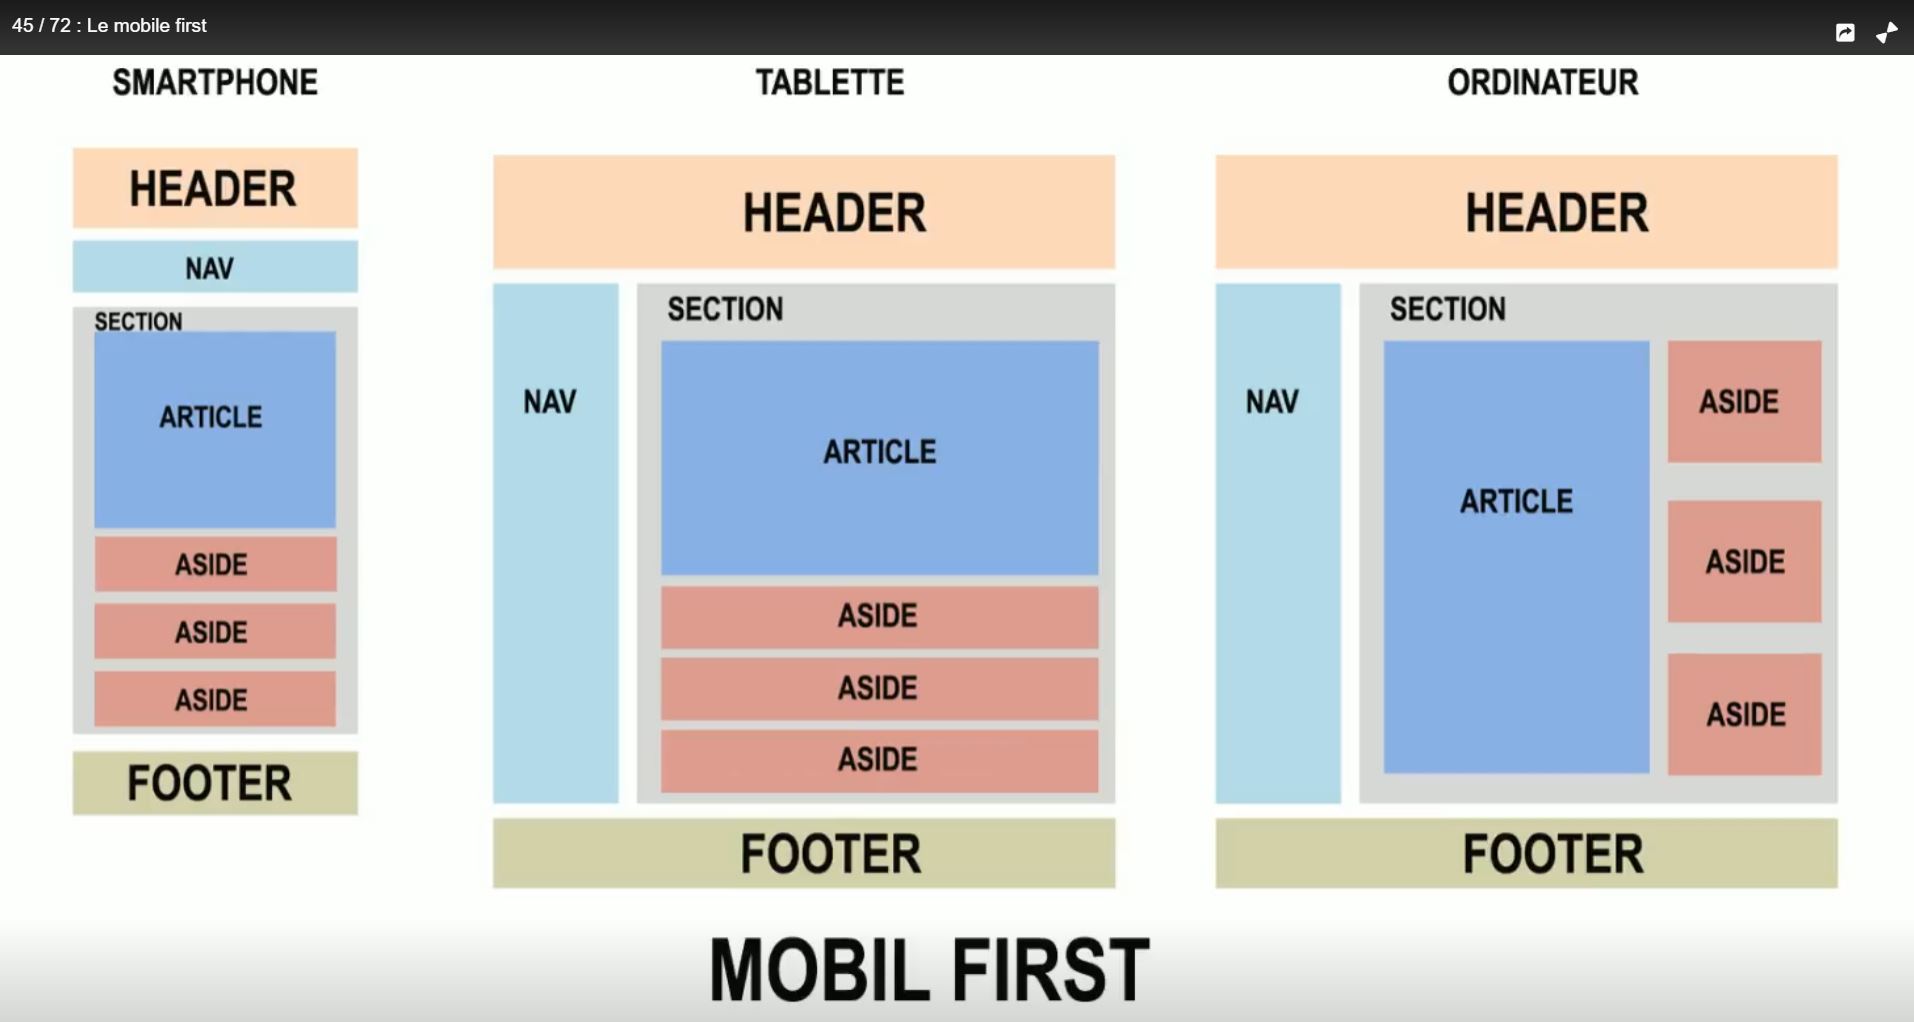 45 / 72 : Le mobile first
SMARTPHONE
HEADER
NAV
SECTION
ARTICLE
ASIDE
ASIDE
ASIDE
FOOTER
TABLETTE
HEADER
NAV
SECTION
ARTICLE
ASIDE
ASIDE
ASIDE
FOOTER
ORDINATEUR
HEADER
NAV
SECTION
ARTICLE
ASIDE
ASIDE
ASIDE
FOOTER
MOBIL FIRST